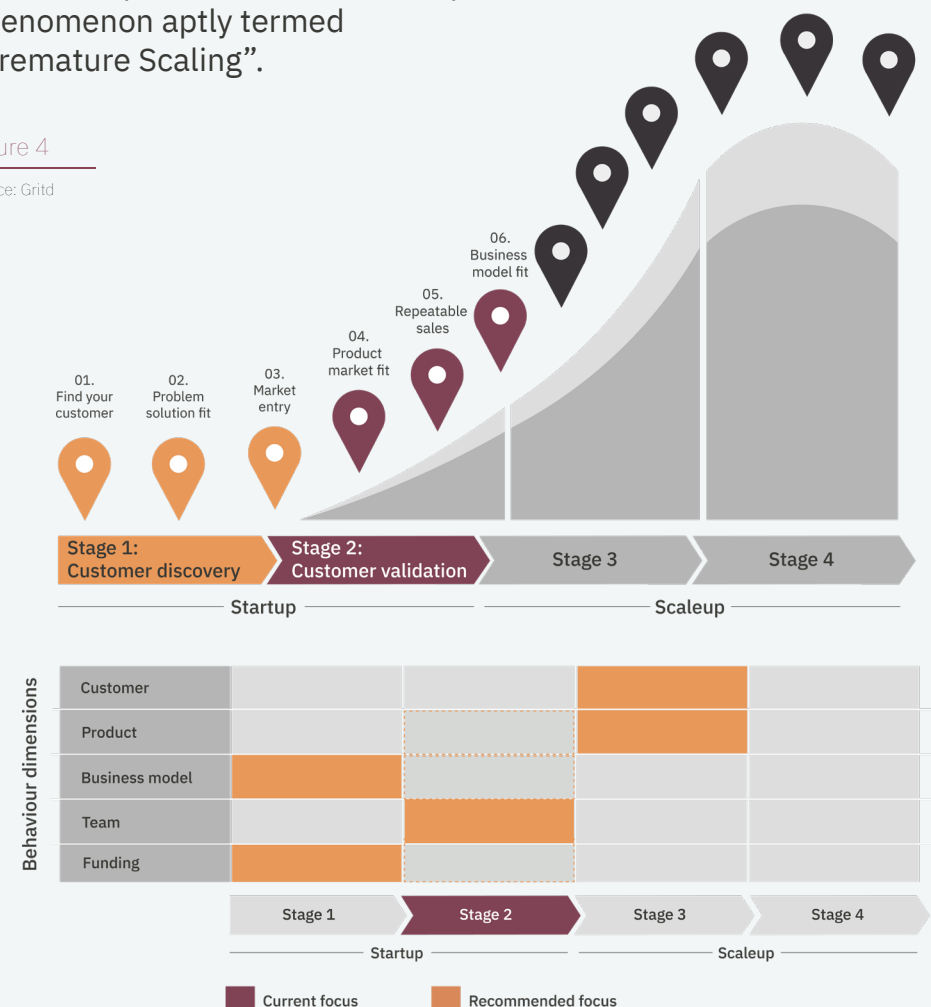 enomenon aptly termed
remature Scaling”.
ure 4
ce: Gritd
06.
Business
model fit
05.
Repeatable
sales
04.
Product
market fit
03.
Market
entry
01.
Find your
customer
02.
Problem
solution fit
Stage 1:
Customer discovery
Stage 2:
Customer validation
Stage 3
Stage 4
Startup
Scaleup
Behaviour dimensions
Customer
Product
Business model
Team
Funding
Stage 1
Stage 2
Stage 3
Stage 4
Startup
Scaleup
Current focus
Recommended focus